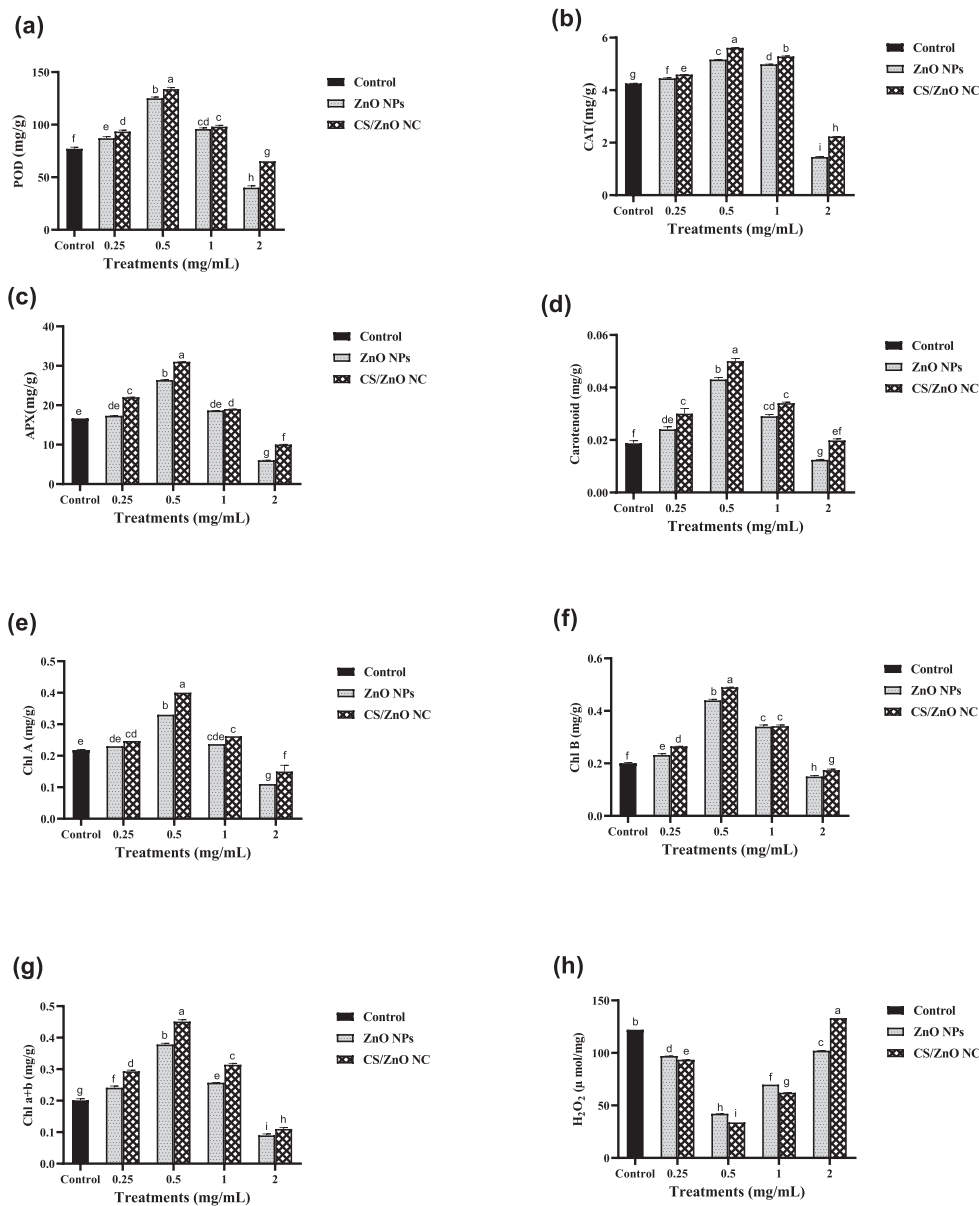 (a)
150
100
50
0
POD (mg/g)
f
e
d
b
a
cd
c
h
g
Control
0.25
0.5
1
2
Treatments (mg/mL)
Control
ZnO NPs
CS/ZnO NC
(b)
6
4
2
0
CAT(mg/g)
g
f
e
c
a
d
b
i
h
Control
0.25
0.5
1
2
Treatments (mg/mL)
Control
ZnO NPs
CS/ZnO NC
(c)
40
30
20
10
0
APX(mg/g)
e
de
c
b
a
de
d
g
f
Control
0.25
0.5
1
2
Treatments (mg/mL)
Control
ZnO NPs
CS/ZnO NC
(d)
0.06
0.04
0.02
0.00
Carotenoid (mg/g)
f
de
c
b
a
cd
c
g
ef
Control
0.25
0.5
1
2
Treatments (mg/mL)
Control
ZnO NPs
CS/ZnO NC
(e)
0.5
0.4
0.3
0.2
0.1
0.0
Chl A (mg/g)
e
de
cd
b
a
cde
c
g
f
Control
0.25
0.5
1
2
Treatments (mg/mL)
Control
ZnO NPs
CS/ZnO NC
(f)
0.6
0.4
0.2
0.0
Chl B (mg/g)
f
e
d
b
a
c
c
h
g
Control
0.25
0.5
1
2
Treatments (mg/mL)
Control
ZnO NPs
CS/ZnO NC
(g)
0.5
0.4
0.3
0.2
0.1
0.0
Chl a+b (mg/g)
g
f
d
b
a
e
c
i
h
Control
0.25
0.5
1
2
Treatments (mg/mL)
Control
ZnO NPs
CS/ZnO NC
(h)
150
100
50
0
H₂O₂ (µ mol/mg)
b
d
e
h
i
f
g
c
a
Control
0.25
0.5
1
2
Treatments (mg/mL)
Control
ZnO NPs
CS/ZnO NC